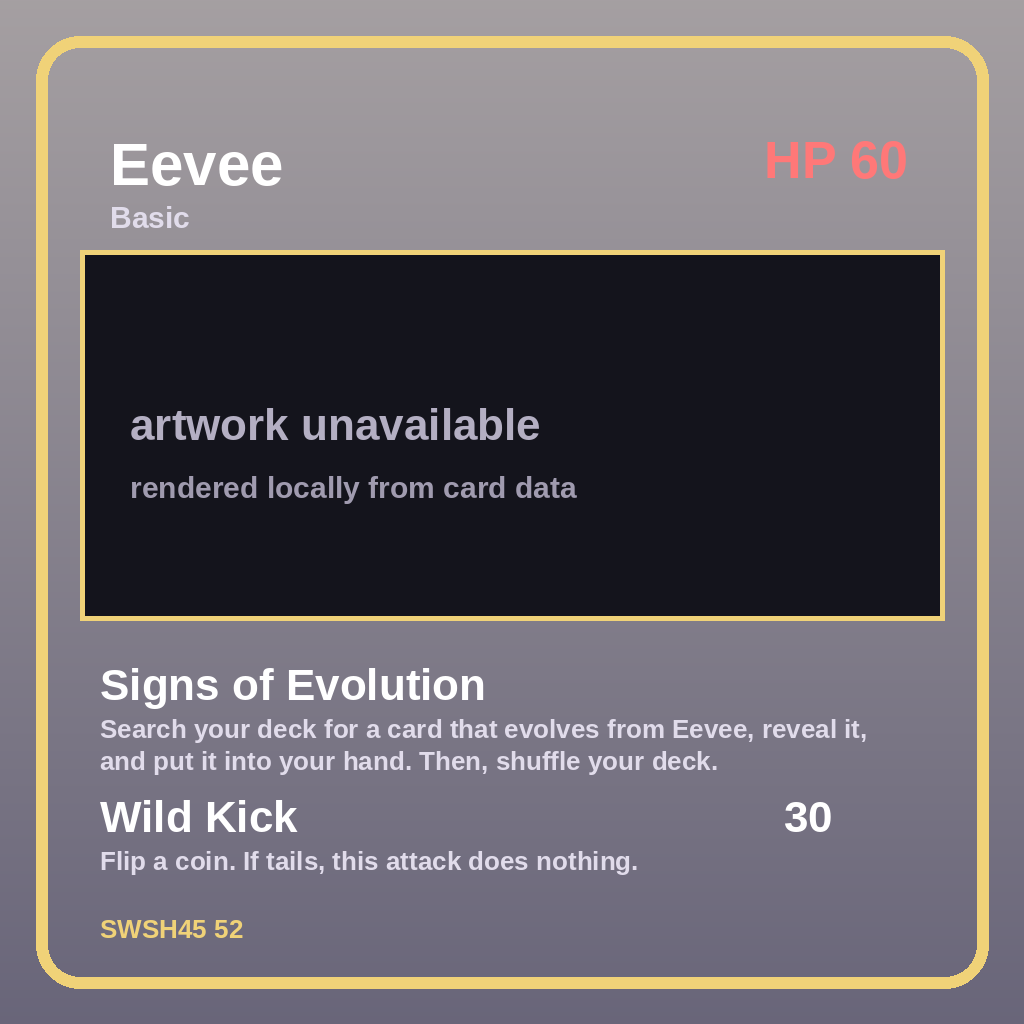 Eevee
HP 60
Basic
artwork unavailable
rendered locally from card data
Signs of Evolution
Search your deck for a card that evolves from Eevee, reveal it,
and put it into your hand. Then, shuffle your deck.
Wild Kick 30
Flip a coin. If tails, this attack does nothing.
SWSH45 52